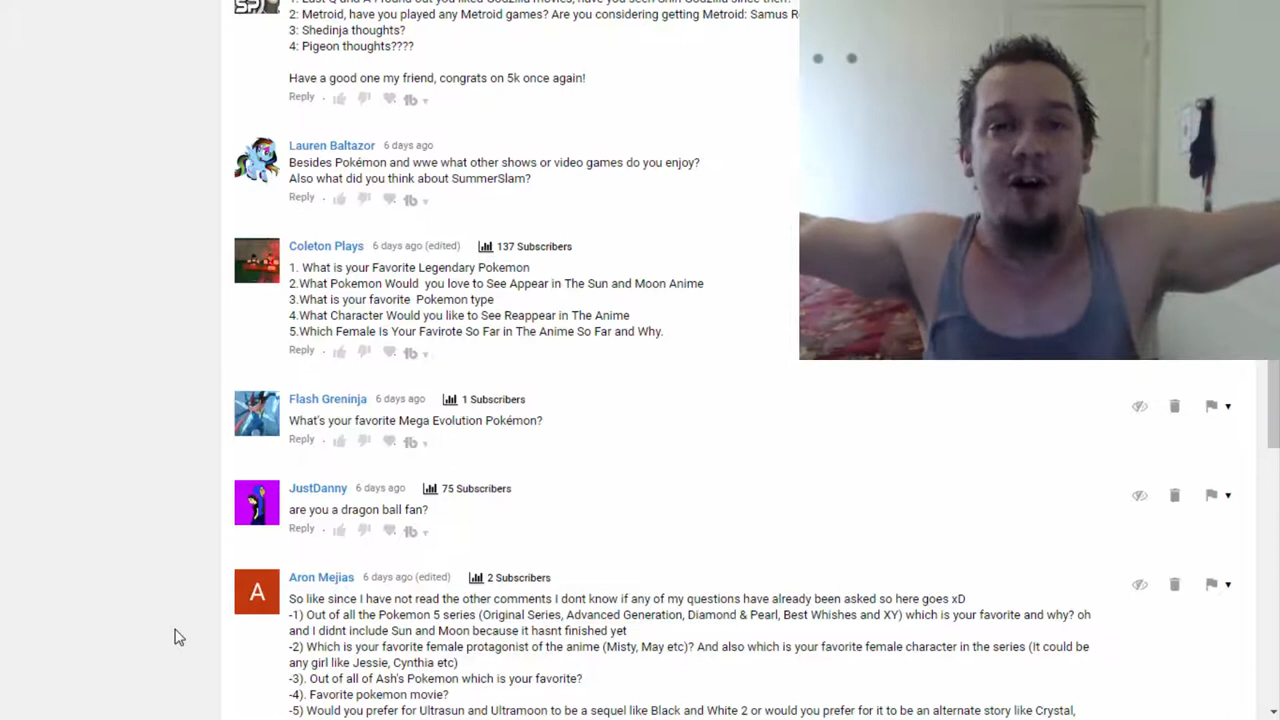 2: Metroid, have you played any Metroid games? Are you considering getting Metroid: Samus R
3: Shedinja thoughts?
4: Pigeon thoughts????
Have a good one my friend, congrats on 5k once again!
Reply
Lauren Baltazor 6 days ago
Besides Pokémon and wwe what other shows or video games do you enjoy?
Also what did you think about SummerSlam?
Reply
Coleton Plays 6 days ago (edited) 137 Subscribers
1. What is your Favorite Legendary Pokemon
2.What Pokemon Would you love to See Appear in The Sun and Moon Anime
3.What is your favorite Pokemon type
4.What Character Would you like to See Reappear in The Anime
5.Which Female Is Your Favirote So Far in The Anime So Far and Why.
Reply
Flash Greninja 6 days ago 1 Subscribers
What's your favorite Mega Evolution Pokémon?
Reply
JustDanny 6 days ago 75 Subscribers
are you a dragon ball fan?
Reply
A
Aron Mejias 6 days ago (edited) 2 Subscribers
So like since I have not read the other comments I dont know if any of my questions have already been asked so here goes xD
-1) Out of all the Pokemon 5 series (Original Series, Advanced Generation, Diamond & Pearl, Best Whishes and XY) which is your favorite and why? oh
and I didnt include Sun and Moon because it hasnt finished yet
-2) Which is your favorite female protagonist of the anime (Misty, May etc)? And also which is your favorite female character in the series (It could be
any girl like Jessie, Cynthia etc)
-3). Out of all of Ash's Pokemon which is your favorite?
-4). Favorite pokemon movie?
-5) Would you prefer for Ultrasun and Ultramoon to be a sequel like Black and White 2 or would you prefer for it to be an alternate story like Crystal,